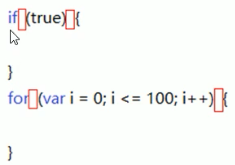 if (true) {
}
for (var i = 0; i <= 100; i++) {
}